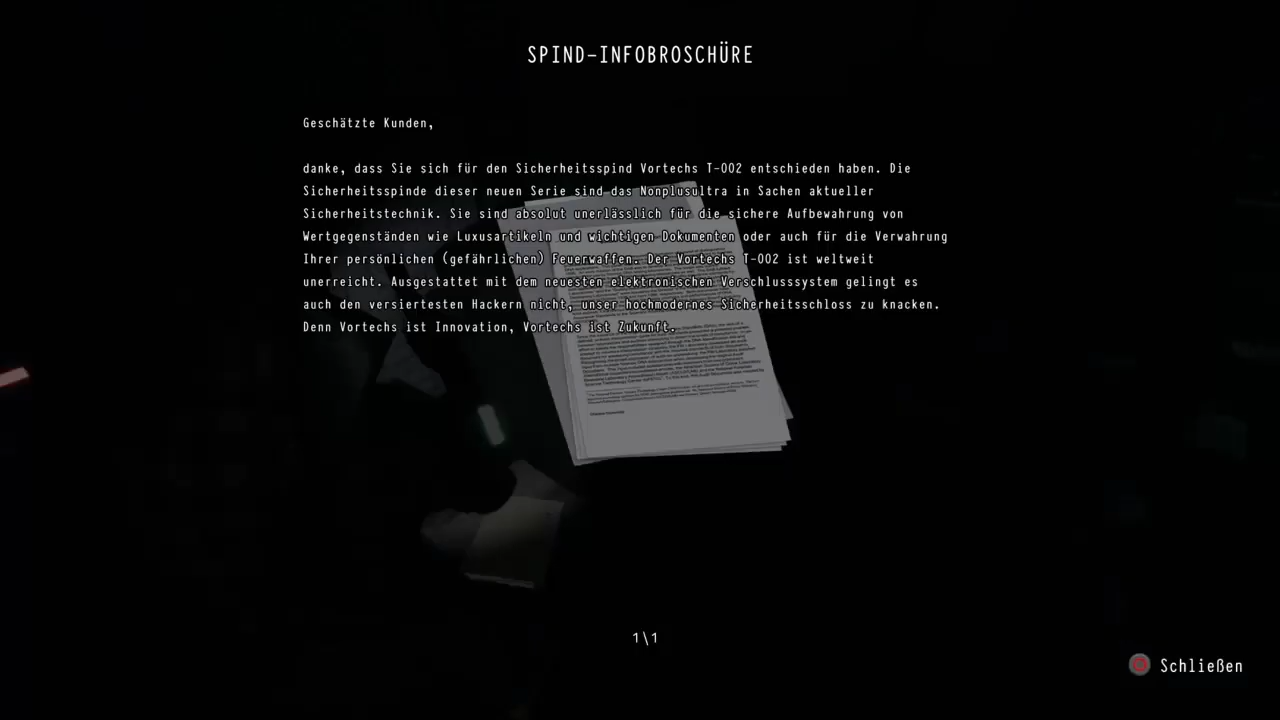 SPIND-INFOBROSCHÜRE
Geschätzte Kunden,
danke, dass Sie sich für den Sicherheitsspind Vortechs T-002 entschieden haben. Die
Sicherheitsspinde dieser neuen Serie sind das Nonplusultra in Sachen aktueller
Sicherheitstechnik. Sie sind absolut unerlässlich für die sichere Aufbewahrung von
Wertgegenständen wie Luxusartikeln und wichtigen Dokumenten oder auch für die Verwahrung
Ihrer persönlichen (gefährlichen) Feuerwaffen. Der Vortechs T-002 ist weltweit
unerreicht. Ausgestattet mit dem neuesten elektronischen Verschlusssystem gelingt es
auch den versiertesten Hackern nicht, unser hochmodernes Sicherheitsschloss zu knacken.
Denn Vortechs ist Innovation, Vortechs ist Zukunft.
1\1
Schließen